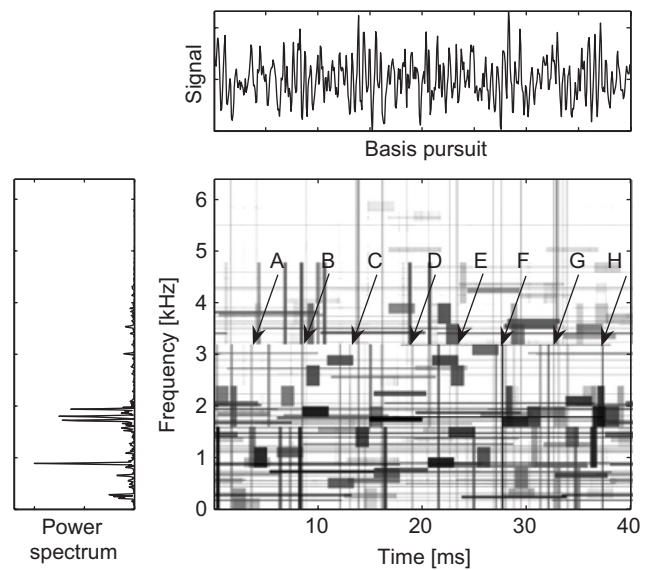 Signal
Basis pursuit
6
5
4
3
2
1
0
Frequency [kHz]
A B C D E F G H
10 20 30 40
Time [ms]
Power
spectrum